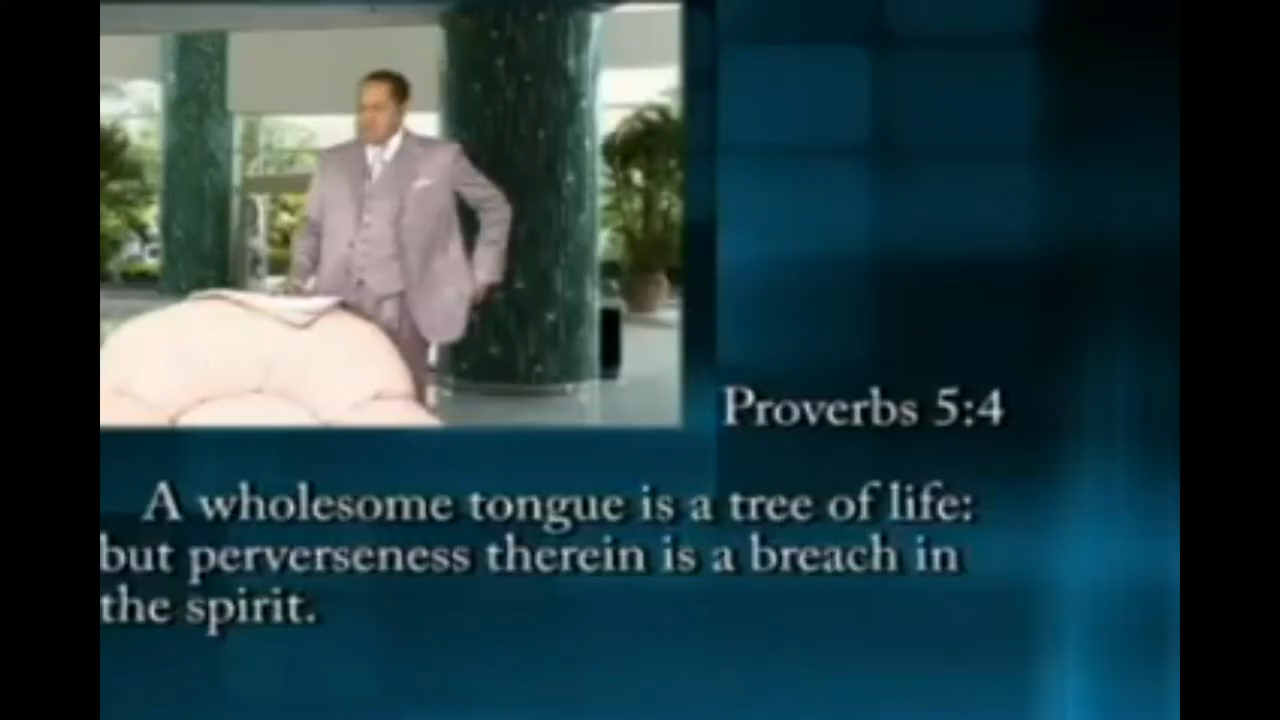 Proverbs 5:4
A wholesome tongue is a tree of life:
but perverseness therein is a breach in
the spirit.